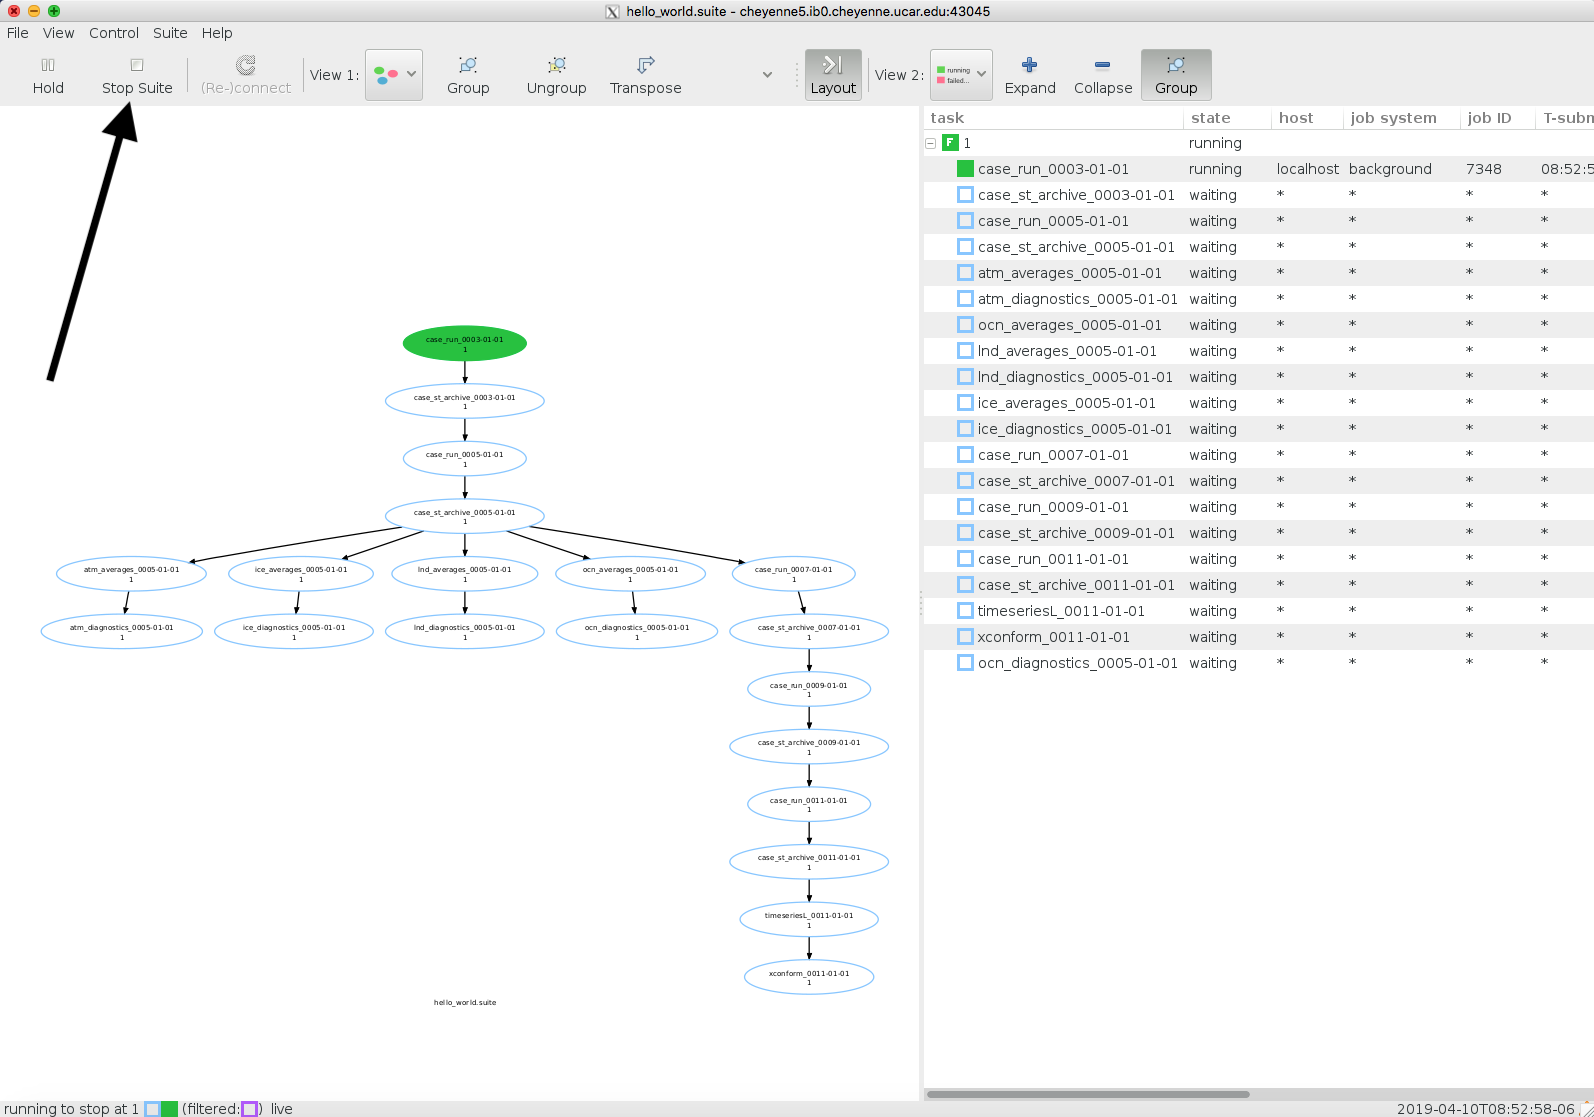 hello_world.suite - cheyenne5.ib0.cheyenne.ucar.edu:43045
File View Control Suite Help
Hold Stop Suite (Re-)connect View 1: Group Ungroup Transpose Layout View 2: running failed... Expand Collapse Group
case_run_0003-01-01
1
case_st_archive_0003-01-01
1
case_run_0005-01-01
1
case_st_archive_0005-01-01
1
atm_averages_0005-01-01
1
ice_averages_0005-01-01
1
lnd_averages_0005-01-01
1
ocn_averages_0005-01-01
1
case_run_0007-01-01
1
atm_diagnostics_0005-01-01
1
ice_diagnostics_0005-01-01
1
lnd_diagnostics_0005-01-01
1
ocn_diagnostics_0005-01-01
1
case_st_archive_0007-01-01
1
case_run_0009-01-01
1
case_st_archive_0009-01-01
1
case_run_0011-01-01
1
case_st_archive_0011-01-01
1
timeseriesL_0011-01-01
1
xconform_0011-01-01
1
hello_world.suite
task state host job system job ID T-subm
F 1 running
case_run_0003-01-01 running localhost background 7348 08:52:5
case_st_archive_0003-01-01 waiting * * * *
case_run_0005-01-01 waiting * * * *
case_st_archive_0005-01-01 waiting * * * *
atm_averages_0005-01-01 waiting * * * *
atm_diagnostics_0005-01-01 waiting * * * *
ocn_averages_0005-01-01 waiting * * * *
lnd_averages_0005-01-01 waiting * * * *
lnd_diagnostics_0005-01-01 waiting * * * *
ice_averages_0005-01-01 waiting * * * *
ice_diagnostics_0005-01-01 waiting * * * *
case_run_0007-01-01 waiting * * * *
case_st_archive_0007-01-01 waiting * * * *
case_run_0009-01-01 waiting * * * *
case_st_archive_0009-01-01 waiting * * * *
case_run_0011-01-01 waiting * * * *
case_st_archive_0011-01-01 waiting * * * *
timeseriesL_0011-01-01 waiting * * * *
xconform_0011-01-01 waiting * * * *
ocn_diagnostics_0005-01-01 waiting * * * *
running to stop at 1 (filtered: ) live
2019-04-10T08:52:58-06